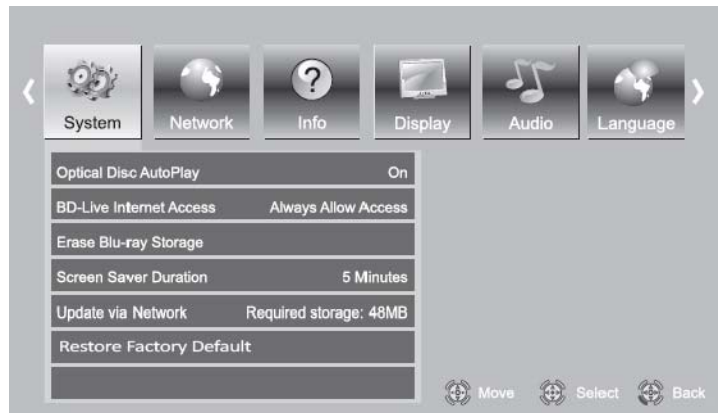 System Network Info Display Audio Language
Optical Disc AutoPlay On
BD-Live Internet Access Always Allow Access
Erase Blu-ray Storage
Screen Saver Duration 5 Minutes
Update via Network Required storage: 48MB
Restore Factory Default
Move Select Back